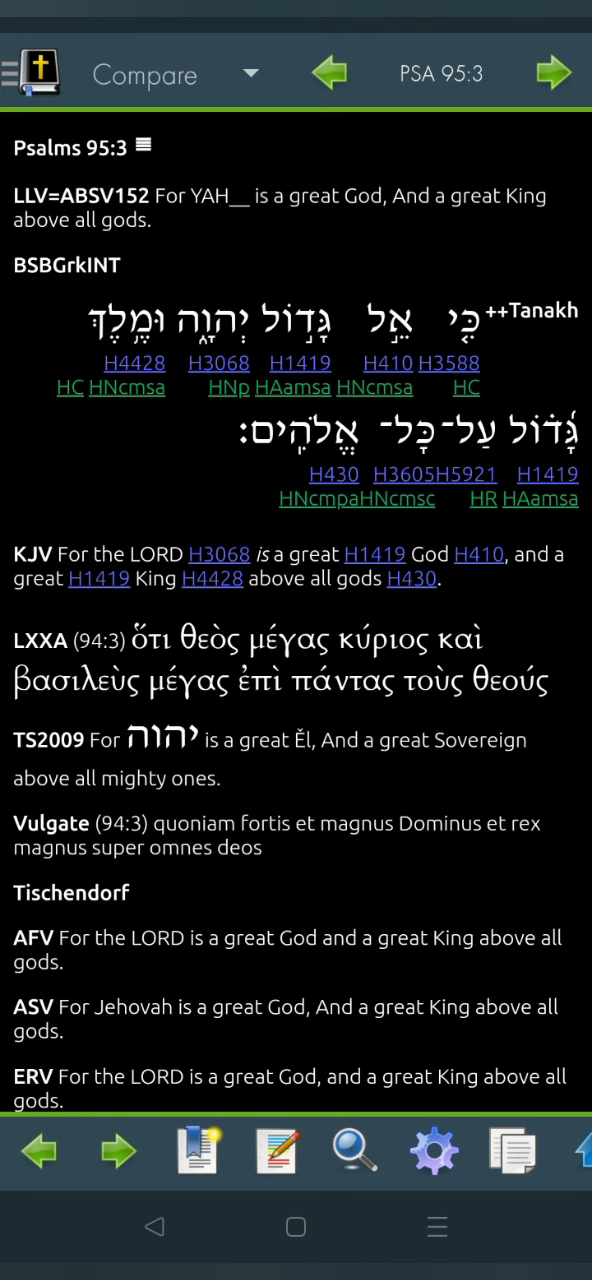 Compare
PSA 95:3
Psalms 95:3
LLV=ABSV152 For YAH__ is a great God, And a great King
above all gods.
BSBGrkINT
++Tanakh כִּ֤י אֵ֣ל גָּד֣וֹל יְהוָ֑ה וּמֶ֥לֶךְ
H4428 H3068 H1419 H410 H3588
HC HNcmsa HNp HAamsa HNcmsa HC
גָּ֝ד֗וֹל עַל־ כָּל־ אֱלֹהִֽים׃
H430 H3605H5921 H1419
HNcmpaHNcmsc HR HAamsa
KJV For the LORD H3068 is a great H1419 God H410, and a
great H1419 King H4428 above all gods H430.
LXXA (94:3) ὅτι θεὸς μέγας κύριος καὶ
βασιλεὺς μέγας ἐπὶ πάντας τοὺς θεούς
TS2009 For יהוה is a great Ěl, And a great Sovereign
above all mighty ones.
Vulgate (94:3) quoniam fortis et magnus Dominus et rex
magnus super omnes deos
Tischendorf
AFV For the LORD is a great God and a great King above all
gods.
ASV For Jehovah is a great God, And a great King above all
gods.
ERV For the LORD is a great God, and a great King above all
gods.